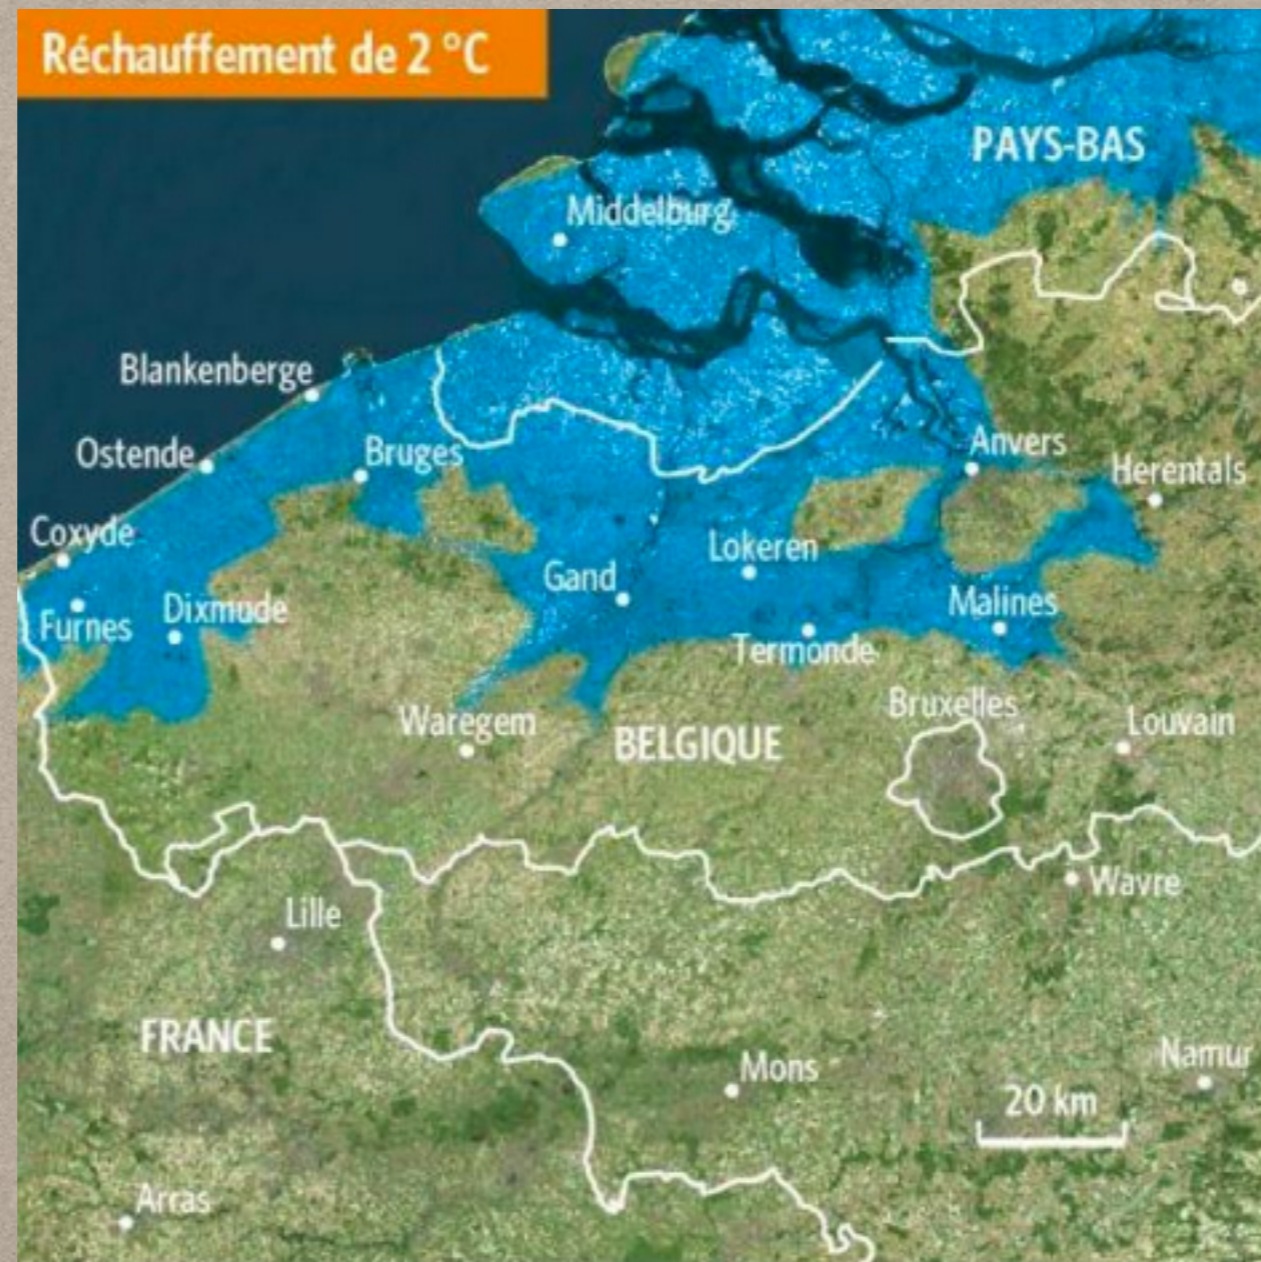 Réchauffement de 2 °C
PAYS-BAS
Middelburg
Blankenberge
Ostende
Bruges
Anvers
Herentals
Coxyde
Lokeren
Gand
Furnes
Dixmude
Malines
Termonde
Waregem
BELGIQUE
Bruxelles
Louvain
Wavre
Lille
FRANCE
Mons
Namur
20 km
Arras